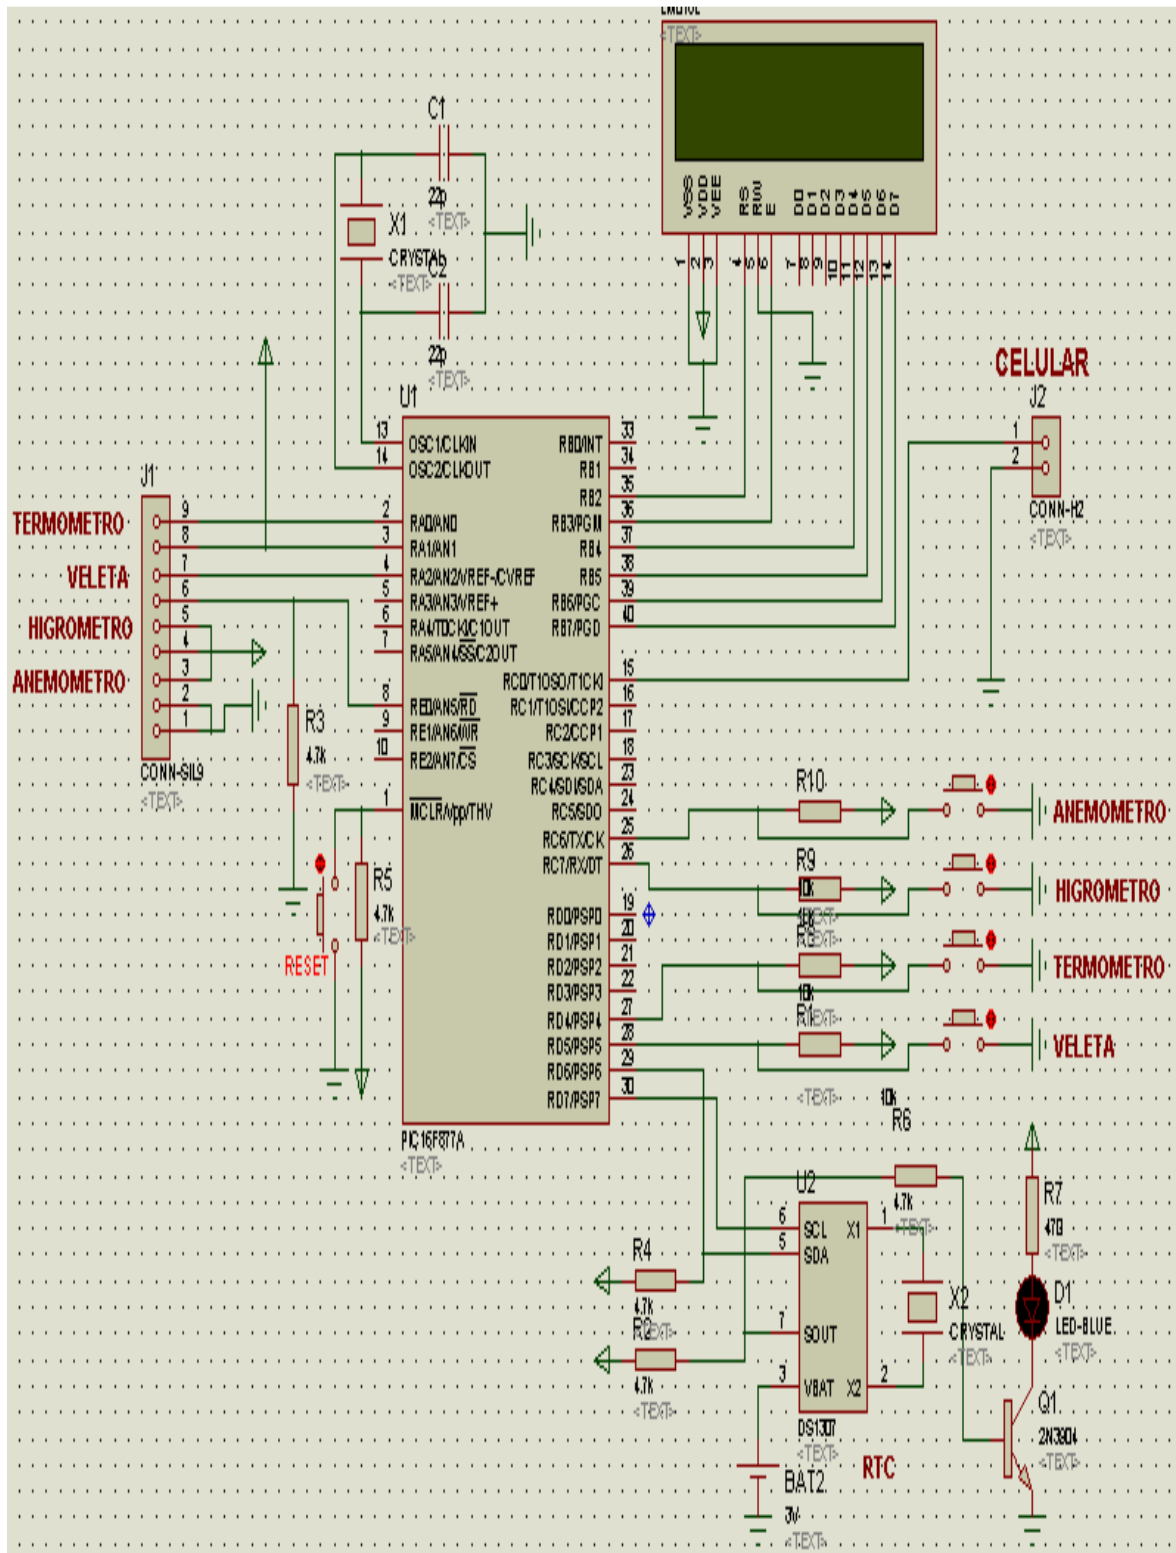 <TEXT>
VSS
VDD
VEE
RS
RW
E
D0
D1
D2
D3
D4
D5
D6
D7
1
2
3
4
5
6
7
8
9
10
11
12
13
14
C1
22p
<TEXT>
X1
CRYSTAL
<TEXT>
C2
22p
<TEXT>
CELULAR
J2
1
2
CONN-H2
<TEXT>
U1
13
OSC1/CLKIN
14
OSC2/CLKOUT
2
RA0/AN0
3
RA1/AN1
4
RA2/AN2/VREF-/CVREF
5
RA3/AN3/VREF+
6
RA4/T0CKI/C1OUT
7
RA5/AN4/SS/C2OUT
8
RE0/AN5/RD
9
RE1/AN6/WR
10
RE2/AN7/CS
1
MCLR/Vpp/THV
RB0/INT
33
RB1
34
RB2
35
RB3/PGM
36
RB4
37
RB5
38
RB6/PGC
39
RB7/PGD
40
RC0/T1OSO/T1CKI
15
RC1/T1OSI/CCP2
16
RC2/CCP1
17
RC3/SCK/SCL
18
RC4/SDI/SDA
23
RC5/SDO
24
RC6/TX/CK
25
RC7/RX/DT
26
RD0/PSP0
19
RD1/PSP1
20
RD2/PSP2
21
RD3/PSP3
22
RD4/PSP4
27
RD5/PSP5
28
RD6/PSP6
29
RD7/PSP7
30
PIC16F877A
<TEXT>
J1
TERMOMETRO
9
8
VELETA
7
6
HIGROMETRO
5
4
ANEMOMETRO
3
2
1
CONN-SIL9
<TEXT>
R3
4.7k
<TEXT>
R5
4.7k
<TEXT>
RESET
R10
ANEMOMETRO
R9
10k
HIGROMETRO
TERMOMETRO
10k
R1
<TEXT>
VELETA
<TEXT>
10k
R6
4.7k
<TEXT>
U2
6
SCL
5
SDA
7
SOUT
3
VBAT
X1
1
X2
2
DS1307
<TEXT>
RTC
R4
4.7k
R2
4.7k
<TEXT>
X2
CRYSTAL
<TEXT>
R7
470
<TEXT>
D1
LED-BLUE
<TEXT>
Q1
2N3904
<TEXT>
BAT2
3V
<TEXT>